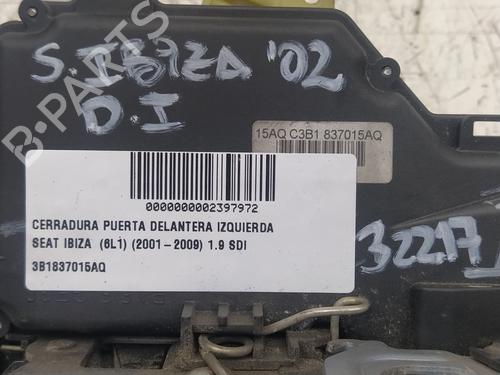 S. IBIZA '02
D.I
15AQ C3B1 837015AQ
0000000002397972
CERRADURA PUERTA DELANTERA IZQUIERDA
SEAT IBIZA (6L1) (2001-2009) 1.9 SDI
3B1837015AQ
32217
B-PARTS